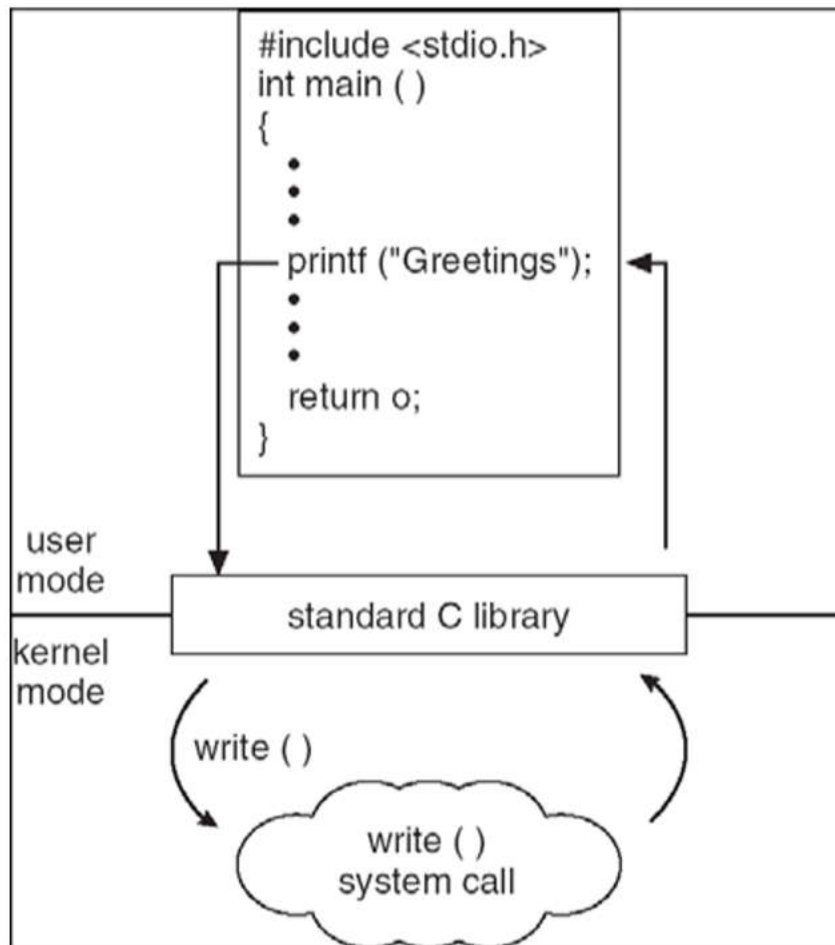 #include <stdio.h>
int main ( )
{
•
•
•
printf ("Greetings");
•
•
•
return o;
}
user
mode
standard C library
kernel
mode
write ( )
write ( )
system call